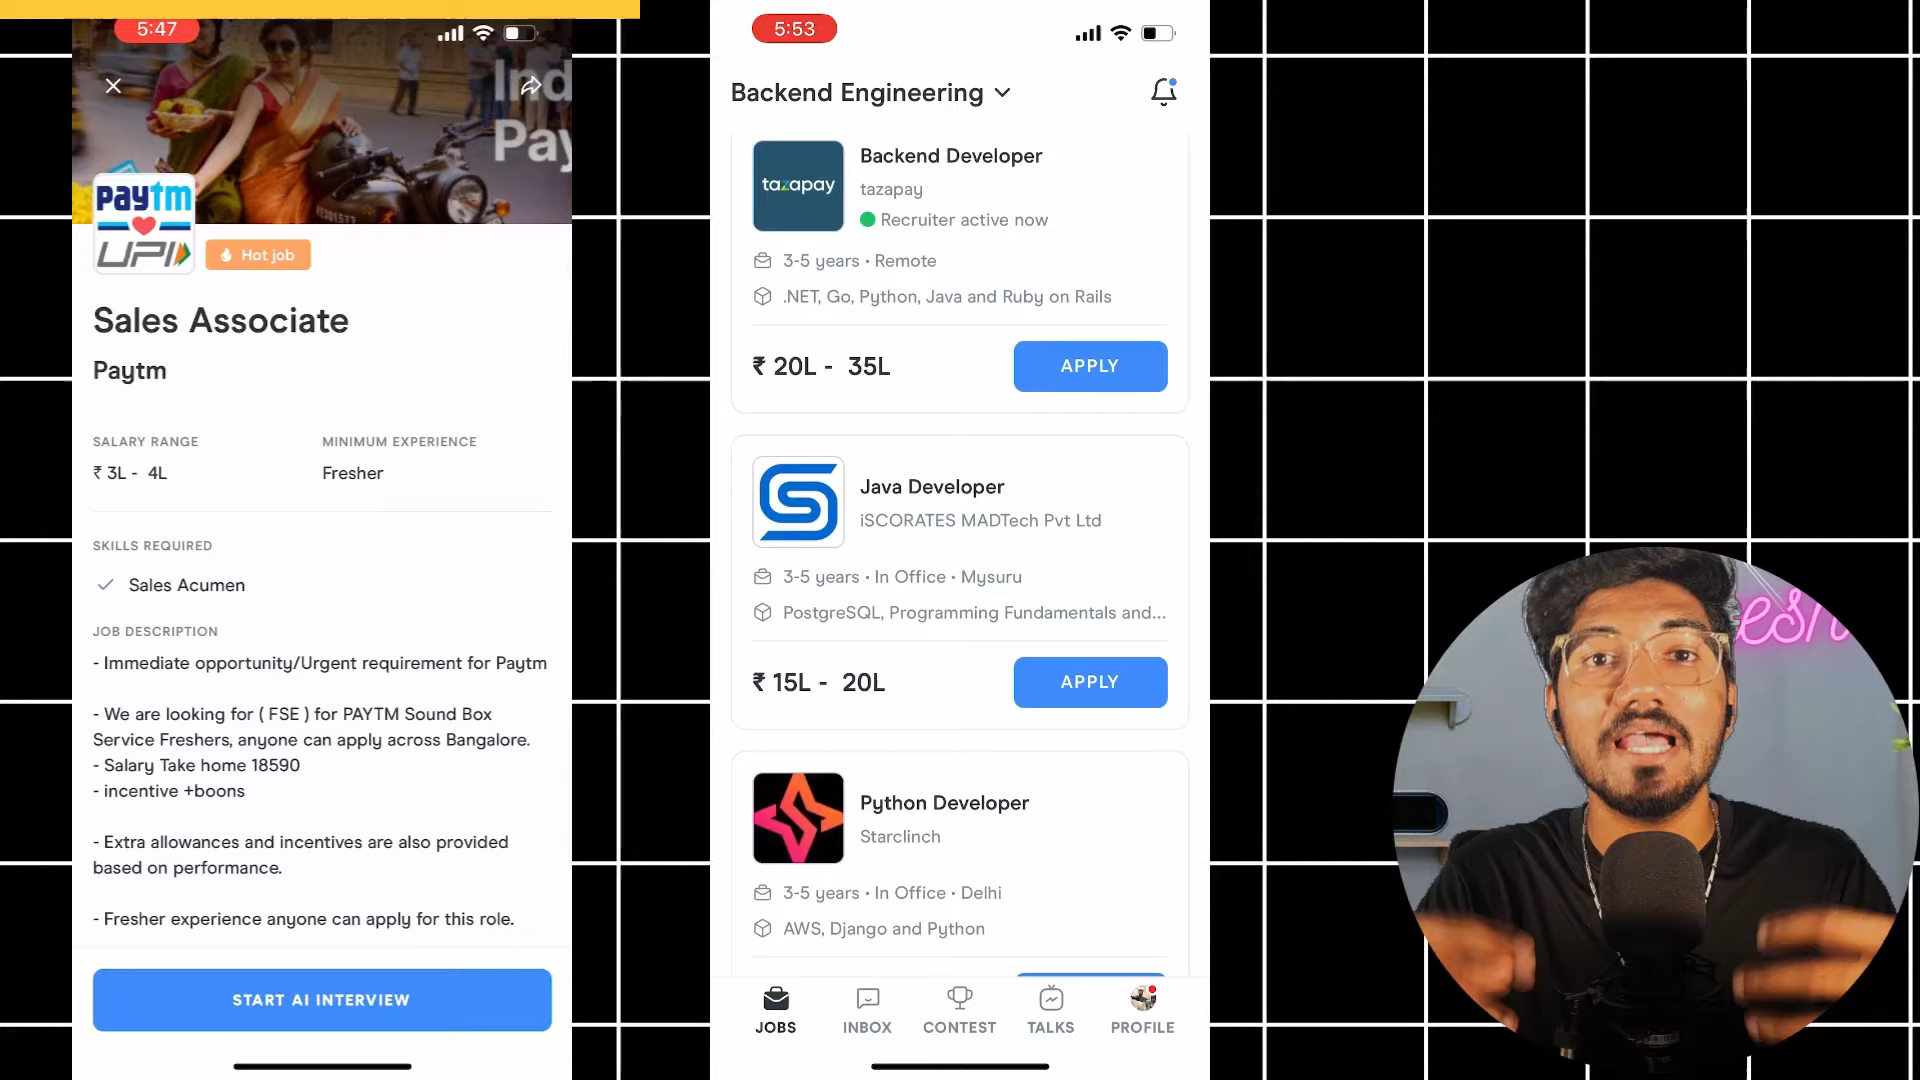 5:47
Ind
Pay
paytm
UPI
Hot job
Sales Associate
Paytm
SALARY RANGE
MINIMUM EXPERIENCE
₹ 3L - 4L
Fresher
SKILLS REQUIRED
Sales Acumen
JOB DESCRIPTION
- Immediate opportunity/Urgent requirement for Paytm
- We are looking for ( FSE ) for PAYTM Sound Box
Service Freshers, anyone can apply across Bangalore.
- Salary Take home 18590
- incentive +boons
- Extra allowances and incentives are also provided
based on performance.
- Fresher experience anyone can apply for this role.
START AI INTERVIEW
5:53
Backend Engineering
tazapay
Backend Developer
tazapay
Recruiter active now
3-5 years • Remote
.NET, Go, Python, Java and Ruby on Rails
₹ 20L - 35L
APPLY
Java Developer
iSCORATES MADTech Pvt Ltd
3-5 years • In Office • Mysuru
PostgreSQL, Programming Fundamentals and...
₹ 15L - 20L
APPLY
Python Developer
Starclinch
3-5 years • In Office • Delhi
AWS, Django and Python
JOBS
INBOX
CONTEST
TALKS
PROFILE